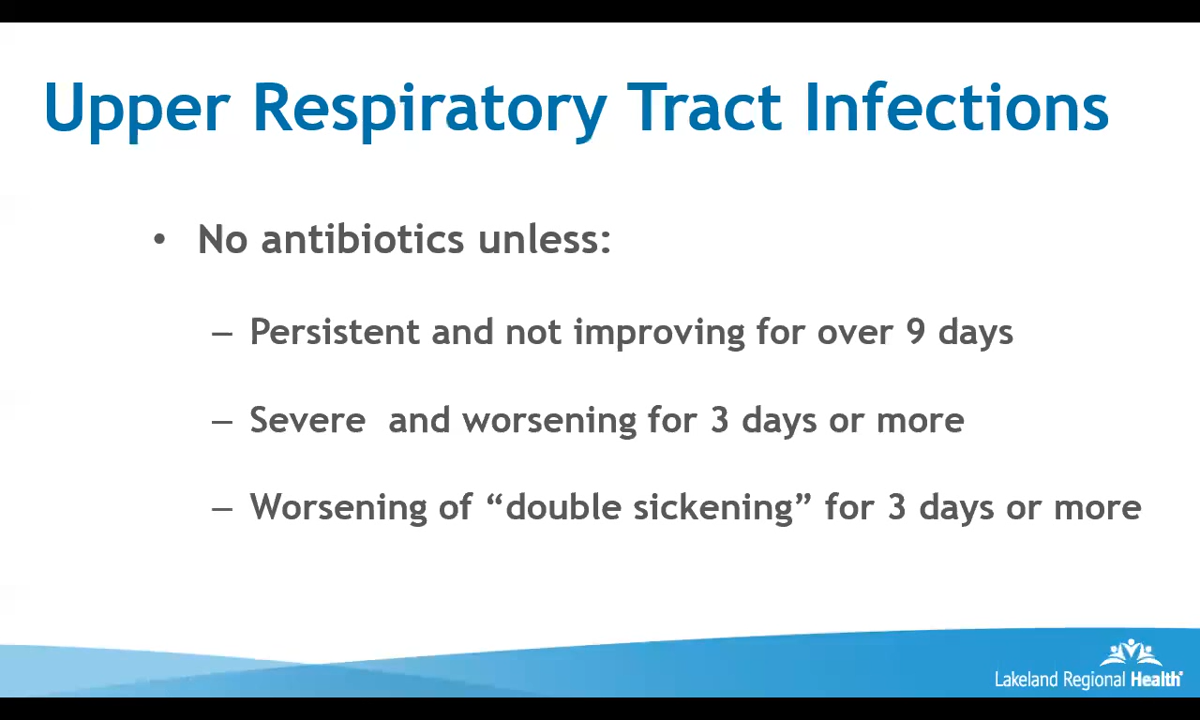 Upper Respiratory Tract Infections
• No antibiotics unless:
– Persistent and not improving for over 9 days
– Severe and worsening for 3 days or more
– Worsening of “double sickening” for 3 days or more
Lakeland Regional Health